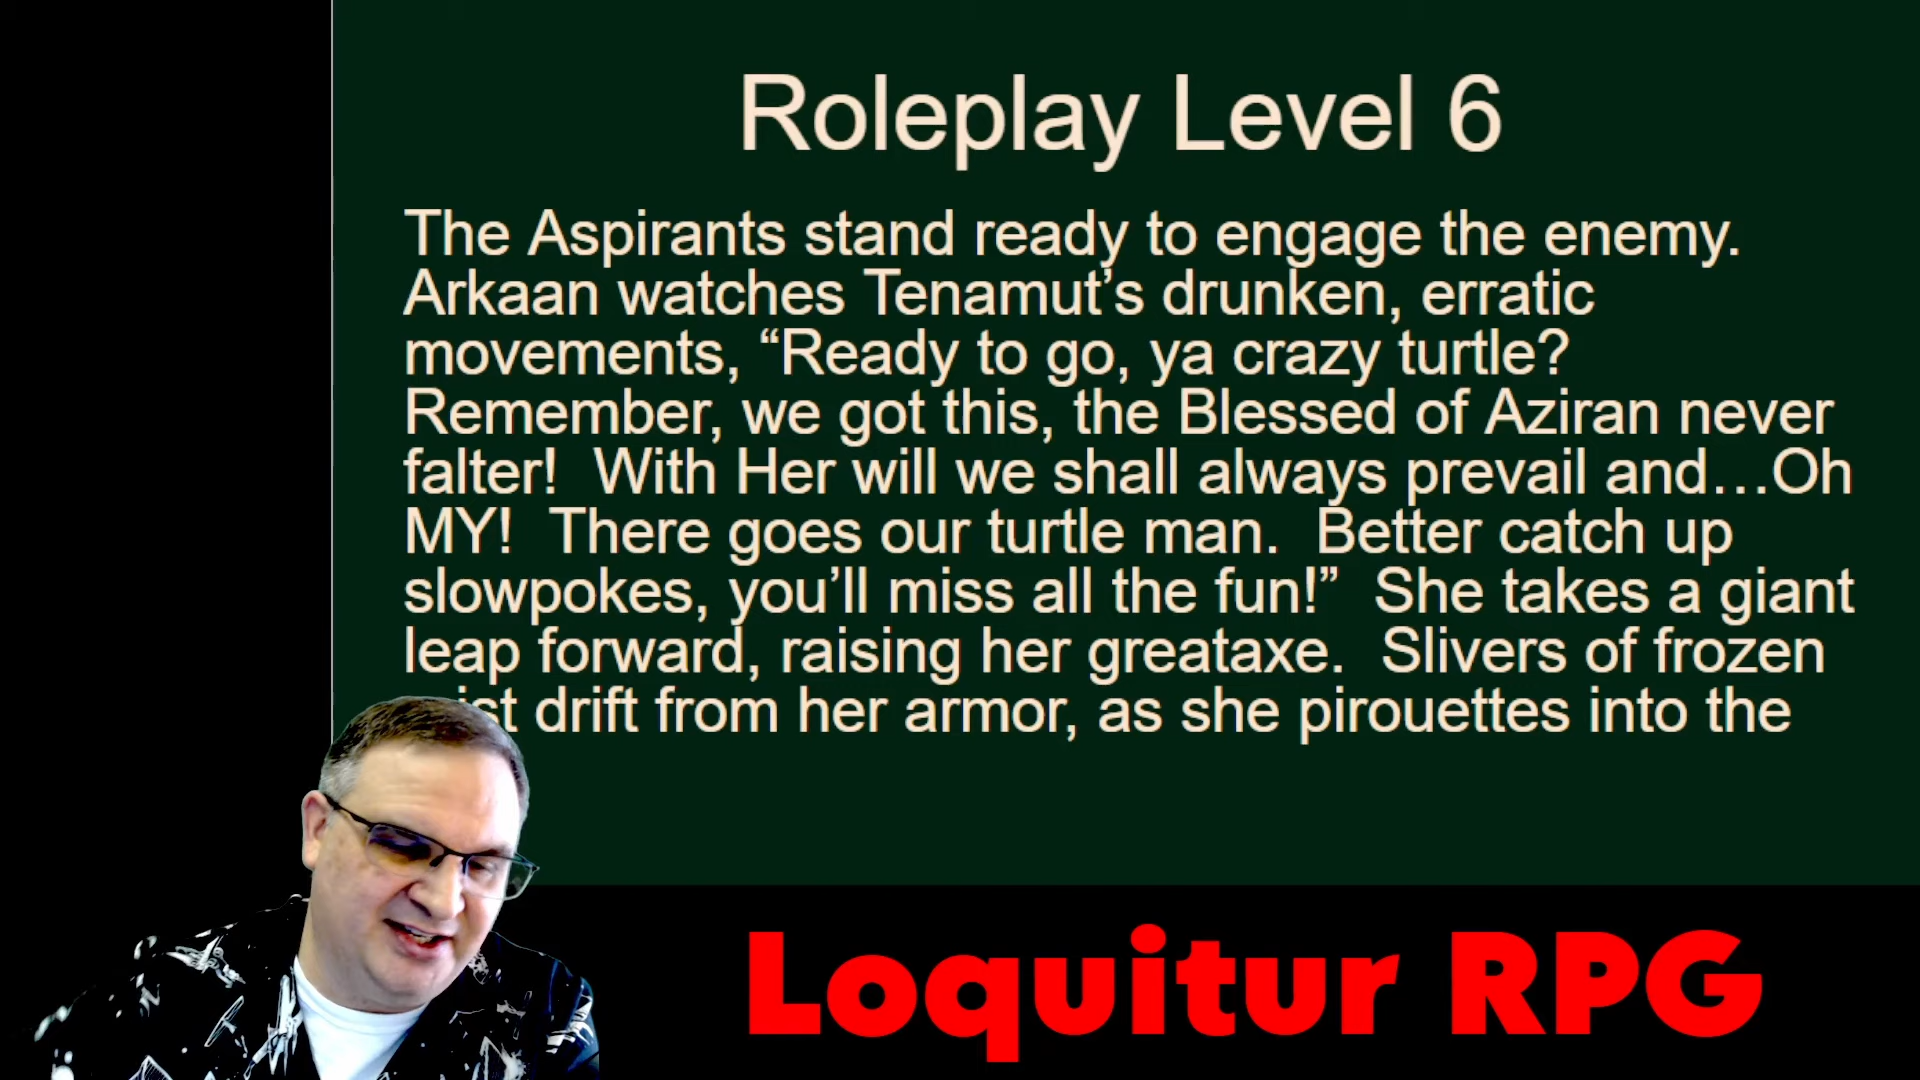 Roleplay Level 6
The Aspirants stand ready to engage the enemy.
Arkaan watches Tenamut’s drunken, erratic
movements, “Ready to go, ya crazy turtle?
Remember, we got this, the Blessed of Aziran never
falter!  With Her will we shall always prevail and…Oh
MY!  There goes our turtle man.  Better catch up
slowpokes, you’ll miss all the fun!”  She takes a giant
leap forward, raising her greataxe.  Slivers of frozen
drift from her armor, as she pirouettes into the
Loquitur RPG